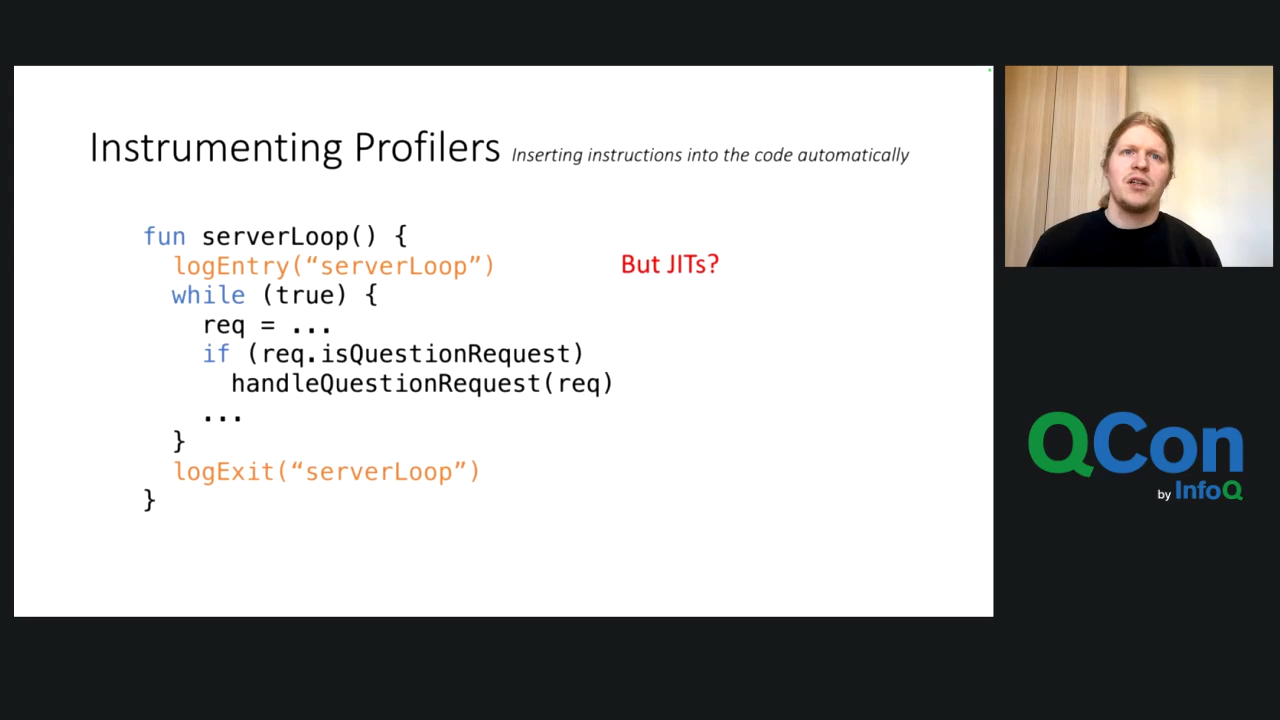 Instrumenting Profilers Inserting instructions into the code automatically
fun serverLoop() {
logEntry(“serverLoop”)
But JITs?
while (true) {
req = ...
if (req.isQuestionRequest)
handleQuestionRequest(req)
...
}
logExit(“serverLoop”)
}
QCon
by InfoQ